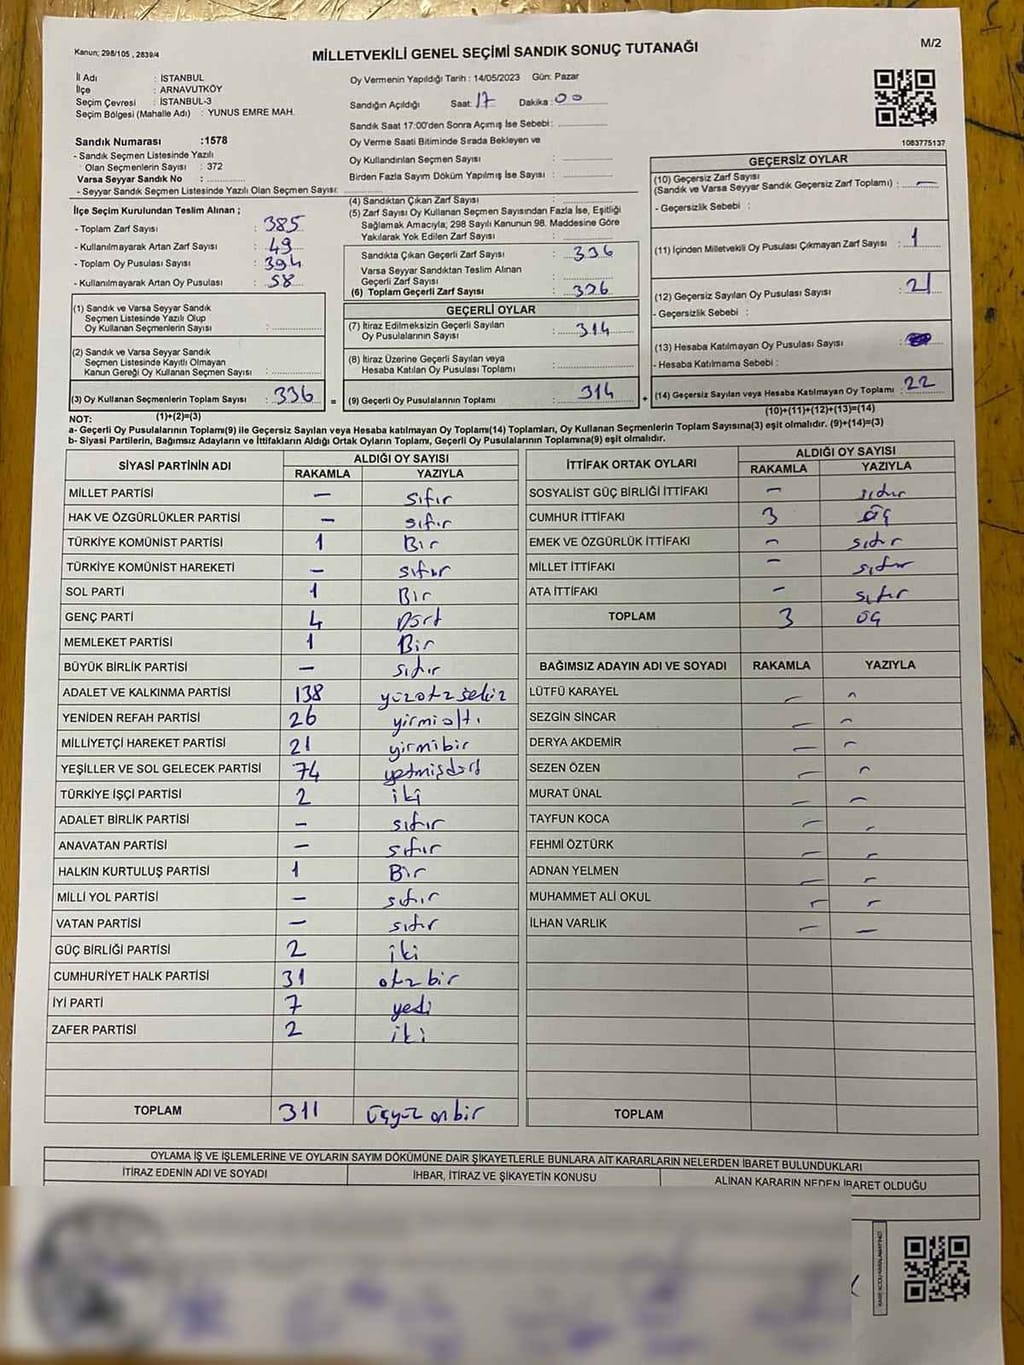 Kanun; 298/105 , 2839/4
MİLLETVEKİLİ GENEL SEÇİMİ SANDIK SONUÇ TUTANAĞI
M/2
İl Adı : İSTANBUL
İlçe : ARNAVUTKÖY
Seçim Çevresi : İSTANBUL-3
Seçim Bölgesi (Mahalle Adı) : YUNUS EMRE MAH.
Sandık Numarası :1578
- Sandık Seçmen Listesinde Yazılı
Olan Seçmenlerin Sayısı : 372
Varsa Seyyar Sandık No :
- Seyyar Sandık Seçmen Listesinde Yazılı Olan Seçmen Sayısı:
Oy Vermenin Yapıldığı Tarih : 14/05/2023 Gün: Pazar
Sandığın Açıldığı Saat: 17 Dakika : 00
Sandık Saat 17:00'den Sonra Açımış İse Sebebi:
Oy Verme Saati Bitiminde Sırada Bekleyen ve
Oy Kullandırılan Seçmen Sayısı :
Birden Fazla Sayım Döküm Yapılmış İse Sayısı :
1083775137
İlçe Seçim Kurulundan Teslim Alınan ;
- Toplam Zarf Sayısı : 385
- Kullanılmayarak Artan Zarf Sayısı : 49
- Toplam Oy Pusulası Sayısı : 394
- Kullanılmayarak Artan Oy Pusulası : 58
(1) Sandık ve Varsa Seyyar Sandık
Seçmen Listesinde Yazılı Olup
Oy Kullanan Seçmenlerin Sayısı :
(2) Sandık ve Varsa Seyyar Sandık
Seçmen Listesinde Kayıtlı Olmayan
Kanun Gereği Oy Kullanan Seçmen Sayısı :
(3) Oy Kullanan Seçmenlerin Toplam Sayısı : 336 =
(1)+(2)=(3)
(4) Sandıktan Çıkan Zarf Sayısı :
(5) Zarf Sayısı Oy Kullanan Seçmen Sayısından Fazla İse, Eşitliği
Sağlamak Amacıyla; 298 Sayılı Kanunun 98. Maddesine Göre
Yakılarak Yok Edilen Zarf Sayısı :
Sandıkta Çıkan Geçerli Zarf Sayısı : 336
Varsa Seyyar Sandıktan Teslim Alınan
Geçerli Zarf Sayısı :
(6) Toplam Geçerli Zarf Sayısı : 336
GEÇERLİ OYLAR
(7) İtiraz Edilmeksizin Geçerli Sayılan
Oy Pusulalarının Sayısı : 314
(8) İtiraz Üzerine Geçerli Sayılan veya
Hesaba Katılan Oy Pusulası Toplamı :
(9) Geçerli Oy Pusulalarının Toplamı : 314 +
GEÇERSİZ OYLAR
(10) Geçersiz Zarf Sayısı
(Sandık ve Varsa Seyyar Sandık Geçersiz Zarf Toplamı) : –
- Geçersizlik Sebebi :
(11) İçinden Milletvekili Oy Pusulası Çıkmayan Zarf Sayısı : 1
(12) Geçersiz Sayılan Oy Pusulası Sayısı : 21
- Geçersizlik Sebebi :
(13) Hesaba Katılmayan Oy Pusulası Sayısı :
- Hesaba Katılmama Sebebi :
(14) Geçersiz Sayılan veya Hesaba Katılmayan Oy Toplamı : 22
(10)+(11)+(12)+(13)=(14)
NOT:
a- Geçerli Oy Pusulalarının Toplamı(9) ile Geçersiz Sayılan veya Hesaba katılmayan Oy Toplamı(14) Toplamları, Oy Kullanan Seçmenlerin Toplam Sayısına(3) eşit olmalıdır. (9)+(14)=(3)
b- Siyasi Partilerin, Bağımsız Adayların ve İttifakların Aldığı Ortak Oyların Toplamı, Geçerli Oy Pusulalarının Toplamına(9) eşit olmalıdır.
SİYASİ PARTİNİN ADI ALDIĞI OY SAYISI
RAKAMLA YAZIYLA
MİLLET PARTİSİ – sıfır
HAK VE ÖZGÜRLÜKLER PARTİSİ – sıfır
TÜRKİYE KOMÜNİST PARTİSİ 1 Bir
TÜRKİYE KOMÜNİST HAREKETİ – sıfır
SOL PARTİ 1 Bir
GENÇ PARTİ 4 Dört
MEMLEKET PARTİSİ 1 Bir
BÜYÜK BİRLİK PARTİSİ – sıfır
ADALET VE KALKINMA PARTİSİ 138 yüzotuzsekiz
YENİDEN REFAH PARTİSİ 26 yirmialtı
MİLLİYETÇİ HAREKET PARTİSİ 21 yirmibir
YEŞİLLER VE SOL GELECEK PARTİSİ 74 yetmişdört
TÜRKİYE İŞÇİ PARTİSİ 2 iki
ADALET BİRLİK PARTİSİ – sıfır
ANAVATAN PARTİSİ – sıfır
HALKIN KURTULUŞ PARTİSİ 1 Bir
MİLLİ YOL PARTİSİ – sıfır
VATAN PARTİSİ – sıfır
GÜÇ BİRLİĞİ PARTİSİ 2 iki
CUMHURİYET HALK PARTİSİ 31 otuzbir
İYİ PARTİ 7 yedi
ZAFER PARTİSİ 2 iki
TOPLAM 311 üçyüz onbir
İTTİFAK ORTAK OYLARI ALDIĞI OY SAYISI
RAKAMLA YAZIYLA
SOSYALİST GÜÇ BİRLİĞİ İTTİFAKI – sıfır
CUMHUR İTTİFAKI 3 üç
EMEK VE ÖZGÜRLÜK İTTİFAKI – sıfır
MİLLET İTTİFAKI – sıfır
ATA İTTİFAKI – sıfır
TOPLAM 3 üç
BAĞIMSIZ ADAYIN ADI VE SOYADI RAKAMLA YAZIYLA
LÜTFÜ KARAYEL – –
SEZGİN SİNCAR – –
DERYA AKDEMİR – –
SEZEN ÖZEN – –
MURAT ÜNAL – –
TAYFUN KOCA – –
FEHMİ ÖZTÜRK – –
ADNAN YELMEN – –
MUHAMMET ALİ OKUL – –
İLHAN VARLIK – –
TOPLAM
OYLAMA İŞ VE İŞLEMLERİNE VE OYLARIN SAYIM DÖKÜMÜNE DAİR ŞİKAYETLERLE BUNLARA AİT KARARLARIN NELERDEN İBARET BULUNDUKLARI
İTİRAZ EDENİN ADI VE SOYADI İHBAR, İTİRAZ VE ŞİKAYETİN KONUSU ALINAN KARARIN NEDEN İBARET OLDUĞU